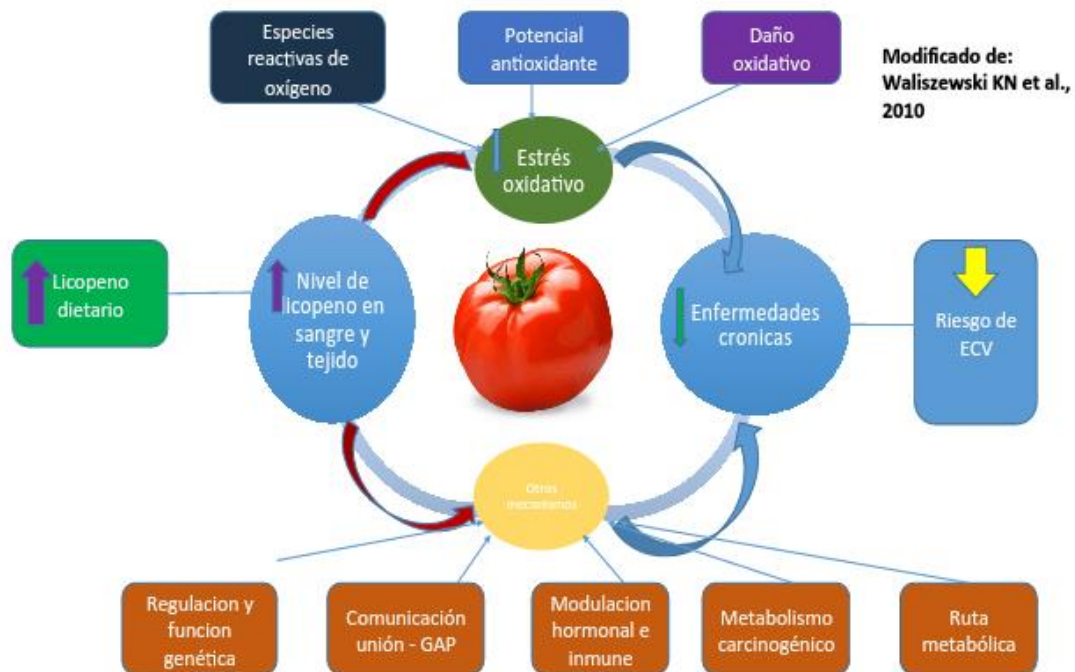 Especies
reactivas de
oxígeno
Potencial
antioxidante
Daño
oxidativo
Modificado de:
Waliszewski KN et al.,
2010
Estrés
oxidativo
Licopeno
dietario
Nivel de
licopeno en
sangre y
tejido
Enfermedades
cronicas
Riesgo de
ECV
Otros
mecanismos
Regulacion y
funcion
genética
Comunicación
unión - GAP
Modulacion
hormonal e
inmune
Metabolismo
carcinogénico
Ruta
metabólica